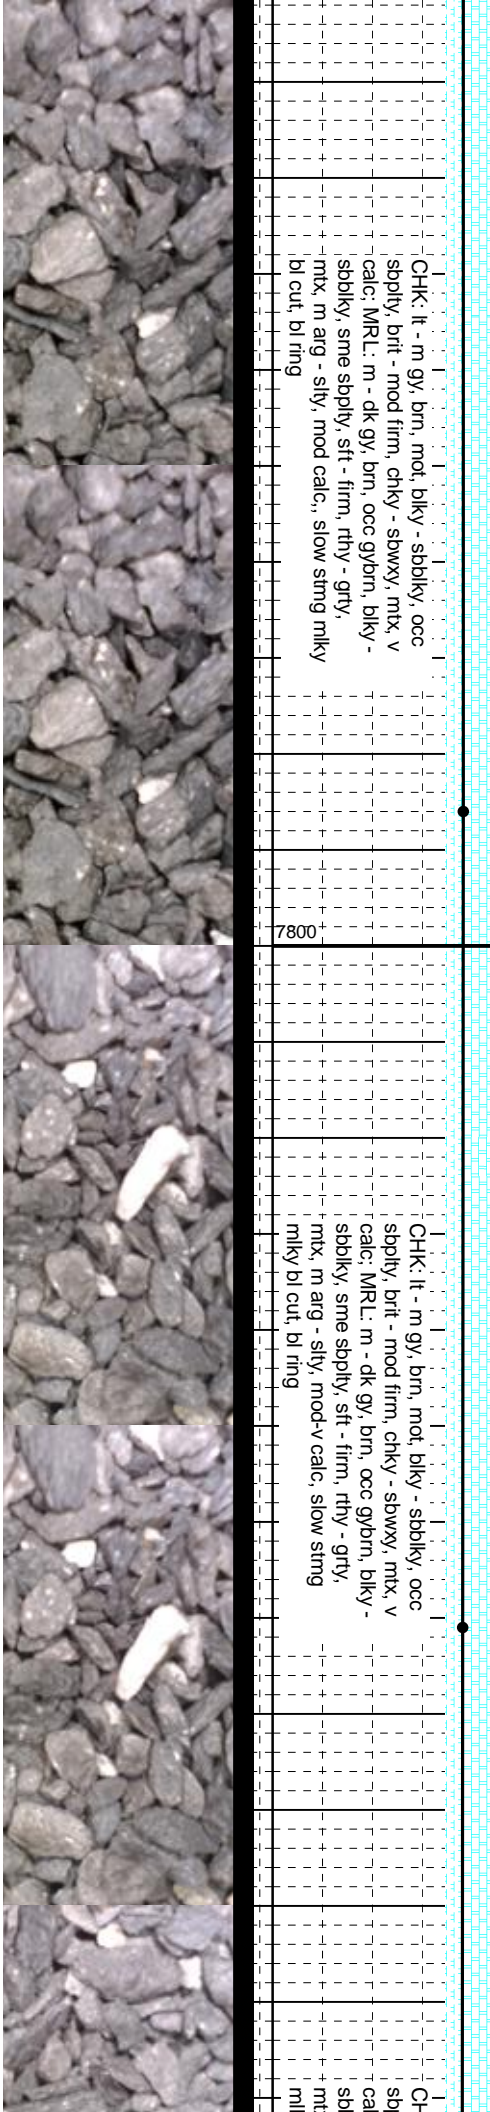 CHK: lt - m gy, brn, mot, blky - sbblky, occ
sbplty, brit - mod firm, chky - sbwxy, mtx, v
calc; MRL: m - dk gy, brn, occ gybrn, blky -
sbblky, sme sbplty, sft - firm, rthy - grty,
mtx, m arg - slty, mod calc,, slow stmg mlky
bl cut, bl ring
7800
CHK: lt - m gy, brn, mot, blky - sbblky, occ
sbplty, brit - mod firm, chky - sbwxy, mtx, v
calc; MRL: m - dk gy, brn, occ gybrn, blky -
sbblky, sme sbplty, sft - firm, rthy - grty,
mtx, m arg - slty, mod-v calc, slow stmg
mlky bl cut, bl ring